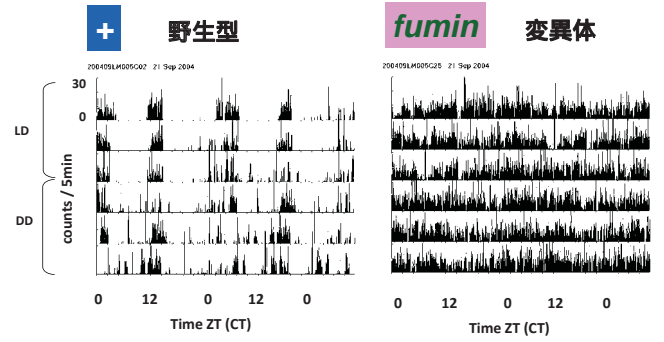 + 野生型
fumin 変異体
200409LM005C02 21 Sep 2004
200409LM005C25 21 Sep 2004
30
0
LD
DD
counts / 5min
0 12 0 12 0
Time ZT (CT)
0 12 0 12 0
Time ZT (CT)